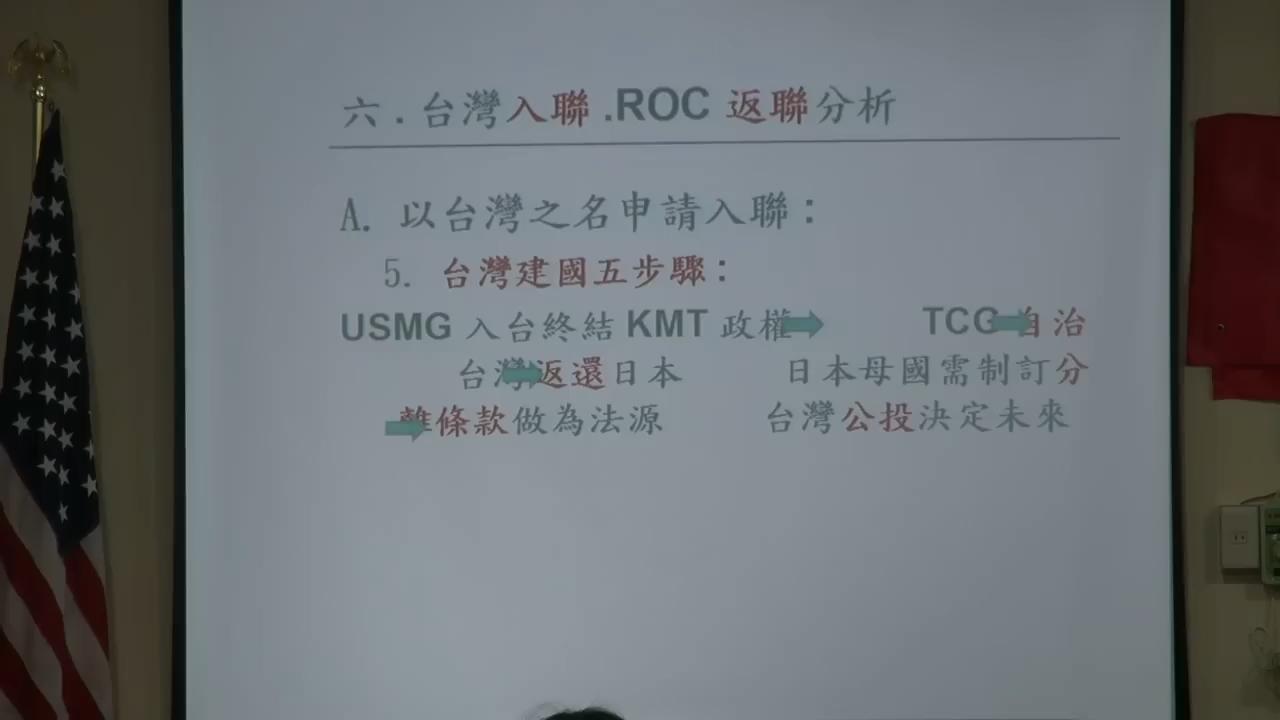 六.台灣入聯.ROC 返聯分析
A. 以台灣之名申請入聯：
5. 台灣建國五步驟：
USMG 入台終結 KMT 政權 TCG 自治
台灣返還日本 日本母國需制訂分
離條款做為法源 台灣公投決定未來